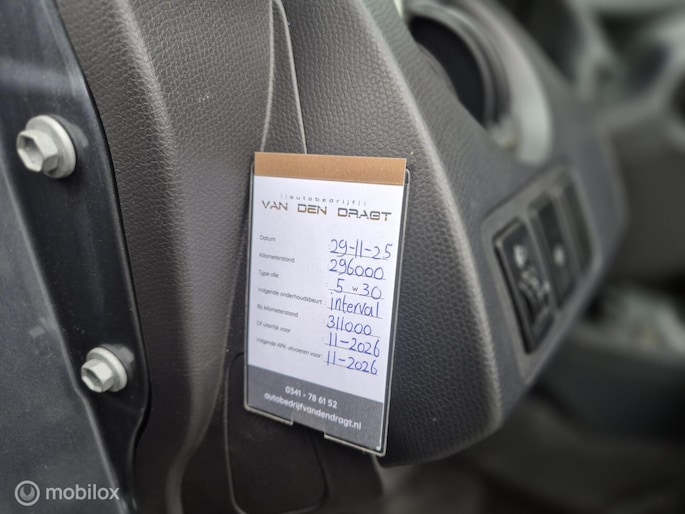 ||autobedrijf||
VAN DEN DRAGT
Datum 29-11-25
Kilometerstand 296000
Type olie 5 w 30
Volgende onderhoudsbeurt interval
Bij kilometerstand 311000
Of uiterlijk voor 11-2026
Volgende APK uitvoeren voor: 11-2026
0341 - 78 61 52
autobedrijfvandendragt.nl
mobilox